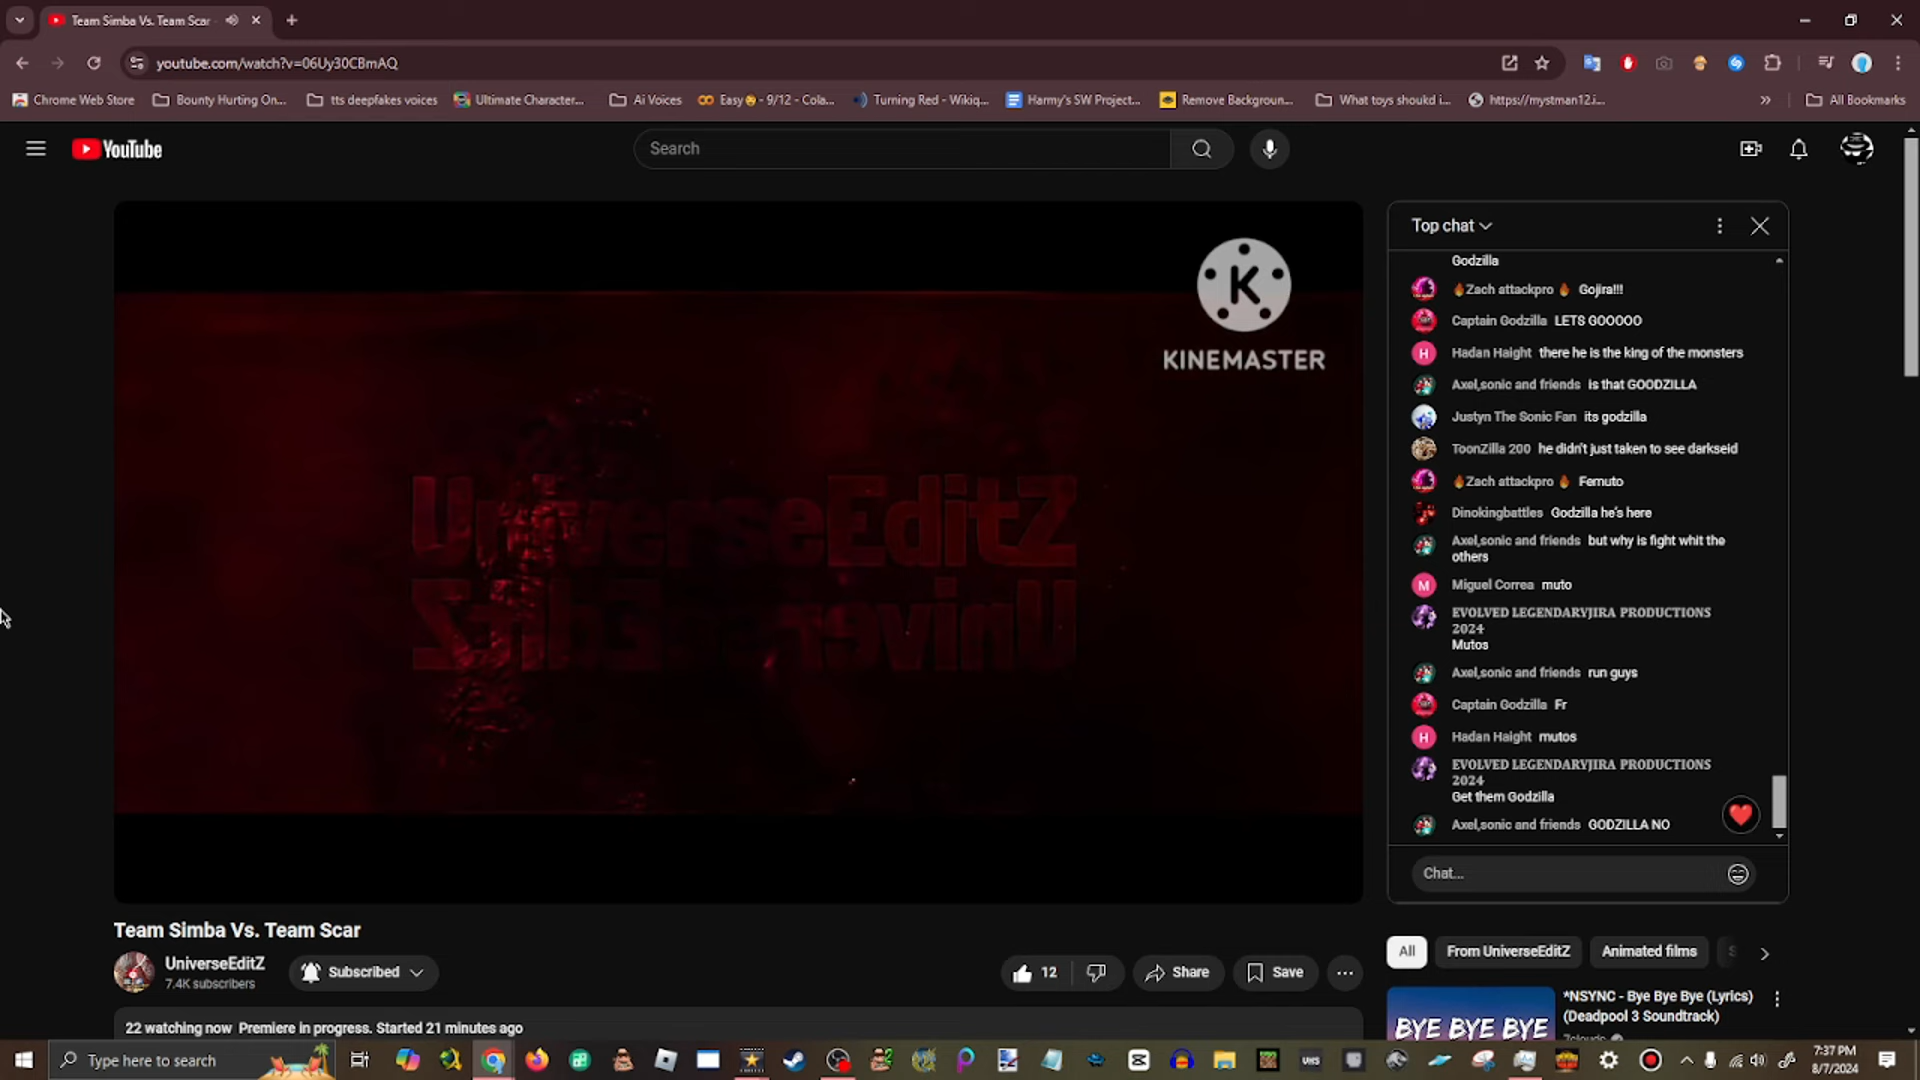 Team Simba Vs. Team Scar
youtube.com/watch?v=06Uy30CBmAQ
Chrome Web Store
Bounty Hurting On...
tts deepfakes voices
Ultimate Character...
Ai Voices
Easy - 9/12 - Cola...
Turning Red - Wikiq...
Harmy's SW Project...
Remove Backgroun...
What toys shoukd i...
https://mystman12.i...
All Bookmarks
YouTube
Search
K
KINEMASTER
UniverseEditZ
Top chat
Godzilla
🔥Zach attackpro 🔥 Gojira!!!
Captain Godzilla LETS GOOOOO
H
Hadan Haight there he is the king of the monsters
Axel,sonic and friends is that GOODZILLA
Justyn The Sonic Fan its godzilla
ToonZilla 200 he didn't just taken to see darkseid
🔥Zach attackpro 🔥 Femuto
Dinokingbattles Godzilla he's here
Axel,sonic and friends but why is fight whit the
others
M
Miguel Correa muto
EVOLVED LEGENDARYJIRA PRODUCTIONS
2024
Mutos
Axel,sonic and friends run guys
Captain Godzilla Fr
H
Hadan Haight mutos
EVOLVED LEGENDARYJIRA PRODUCTIONS
2024
Get them Godzilla
Axel,sonic and friends GODZILLA NO
Chat...
Team Simba Vs. Team Scar
UniverseEditZ
7.4K subscribers
Subscribed
12
Share
Save
22 watching now Premiere in progress. Started 21 minutes ago
All
From UniverseEditZ
Animated films
BYE BYE BYE
*NSYNC - Bye Bye Bye (Lyrics)
(Deadpool 3 Soundtrack)
7clouds
Type here to search
VHS
7:37 PM
8/7/2024